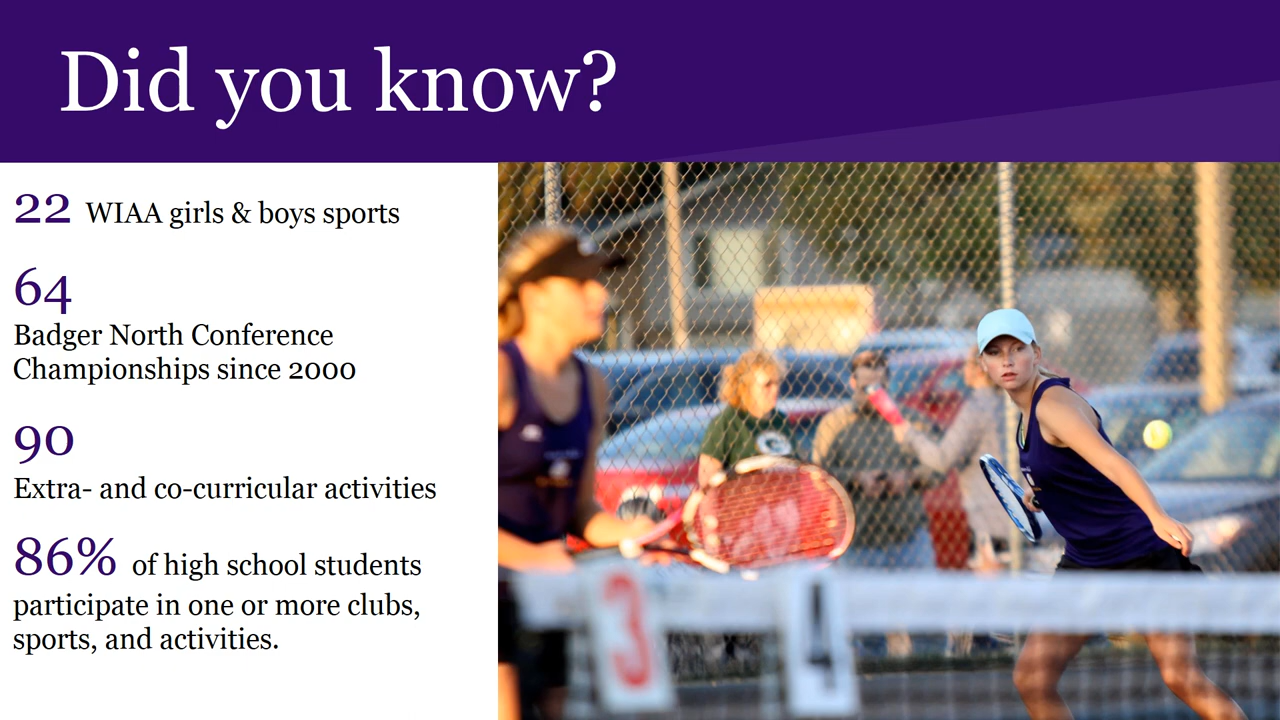 Did you know?
22 WIAA girls & boys sports
64
Badger North Conference
Championships since 2000
90
Extra- and co-curricular activities
86% of high school students
participate in one or more clubs,
sports, and activities.
3
4